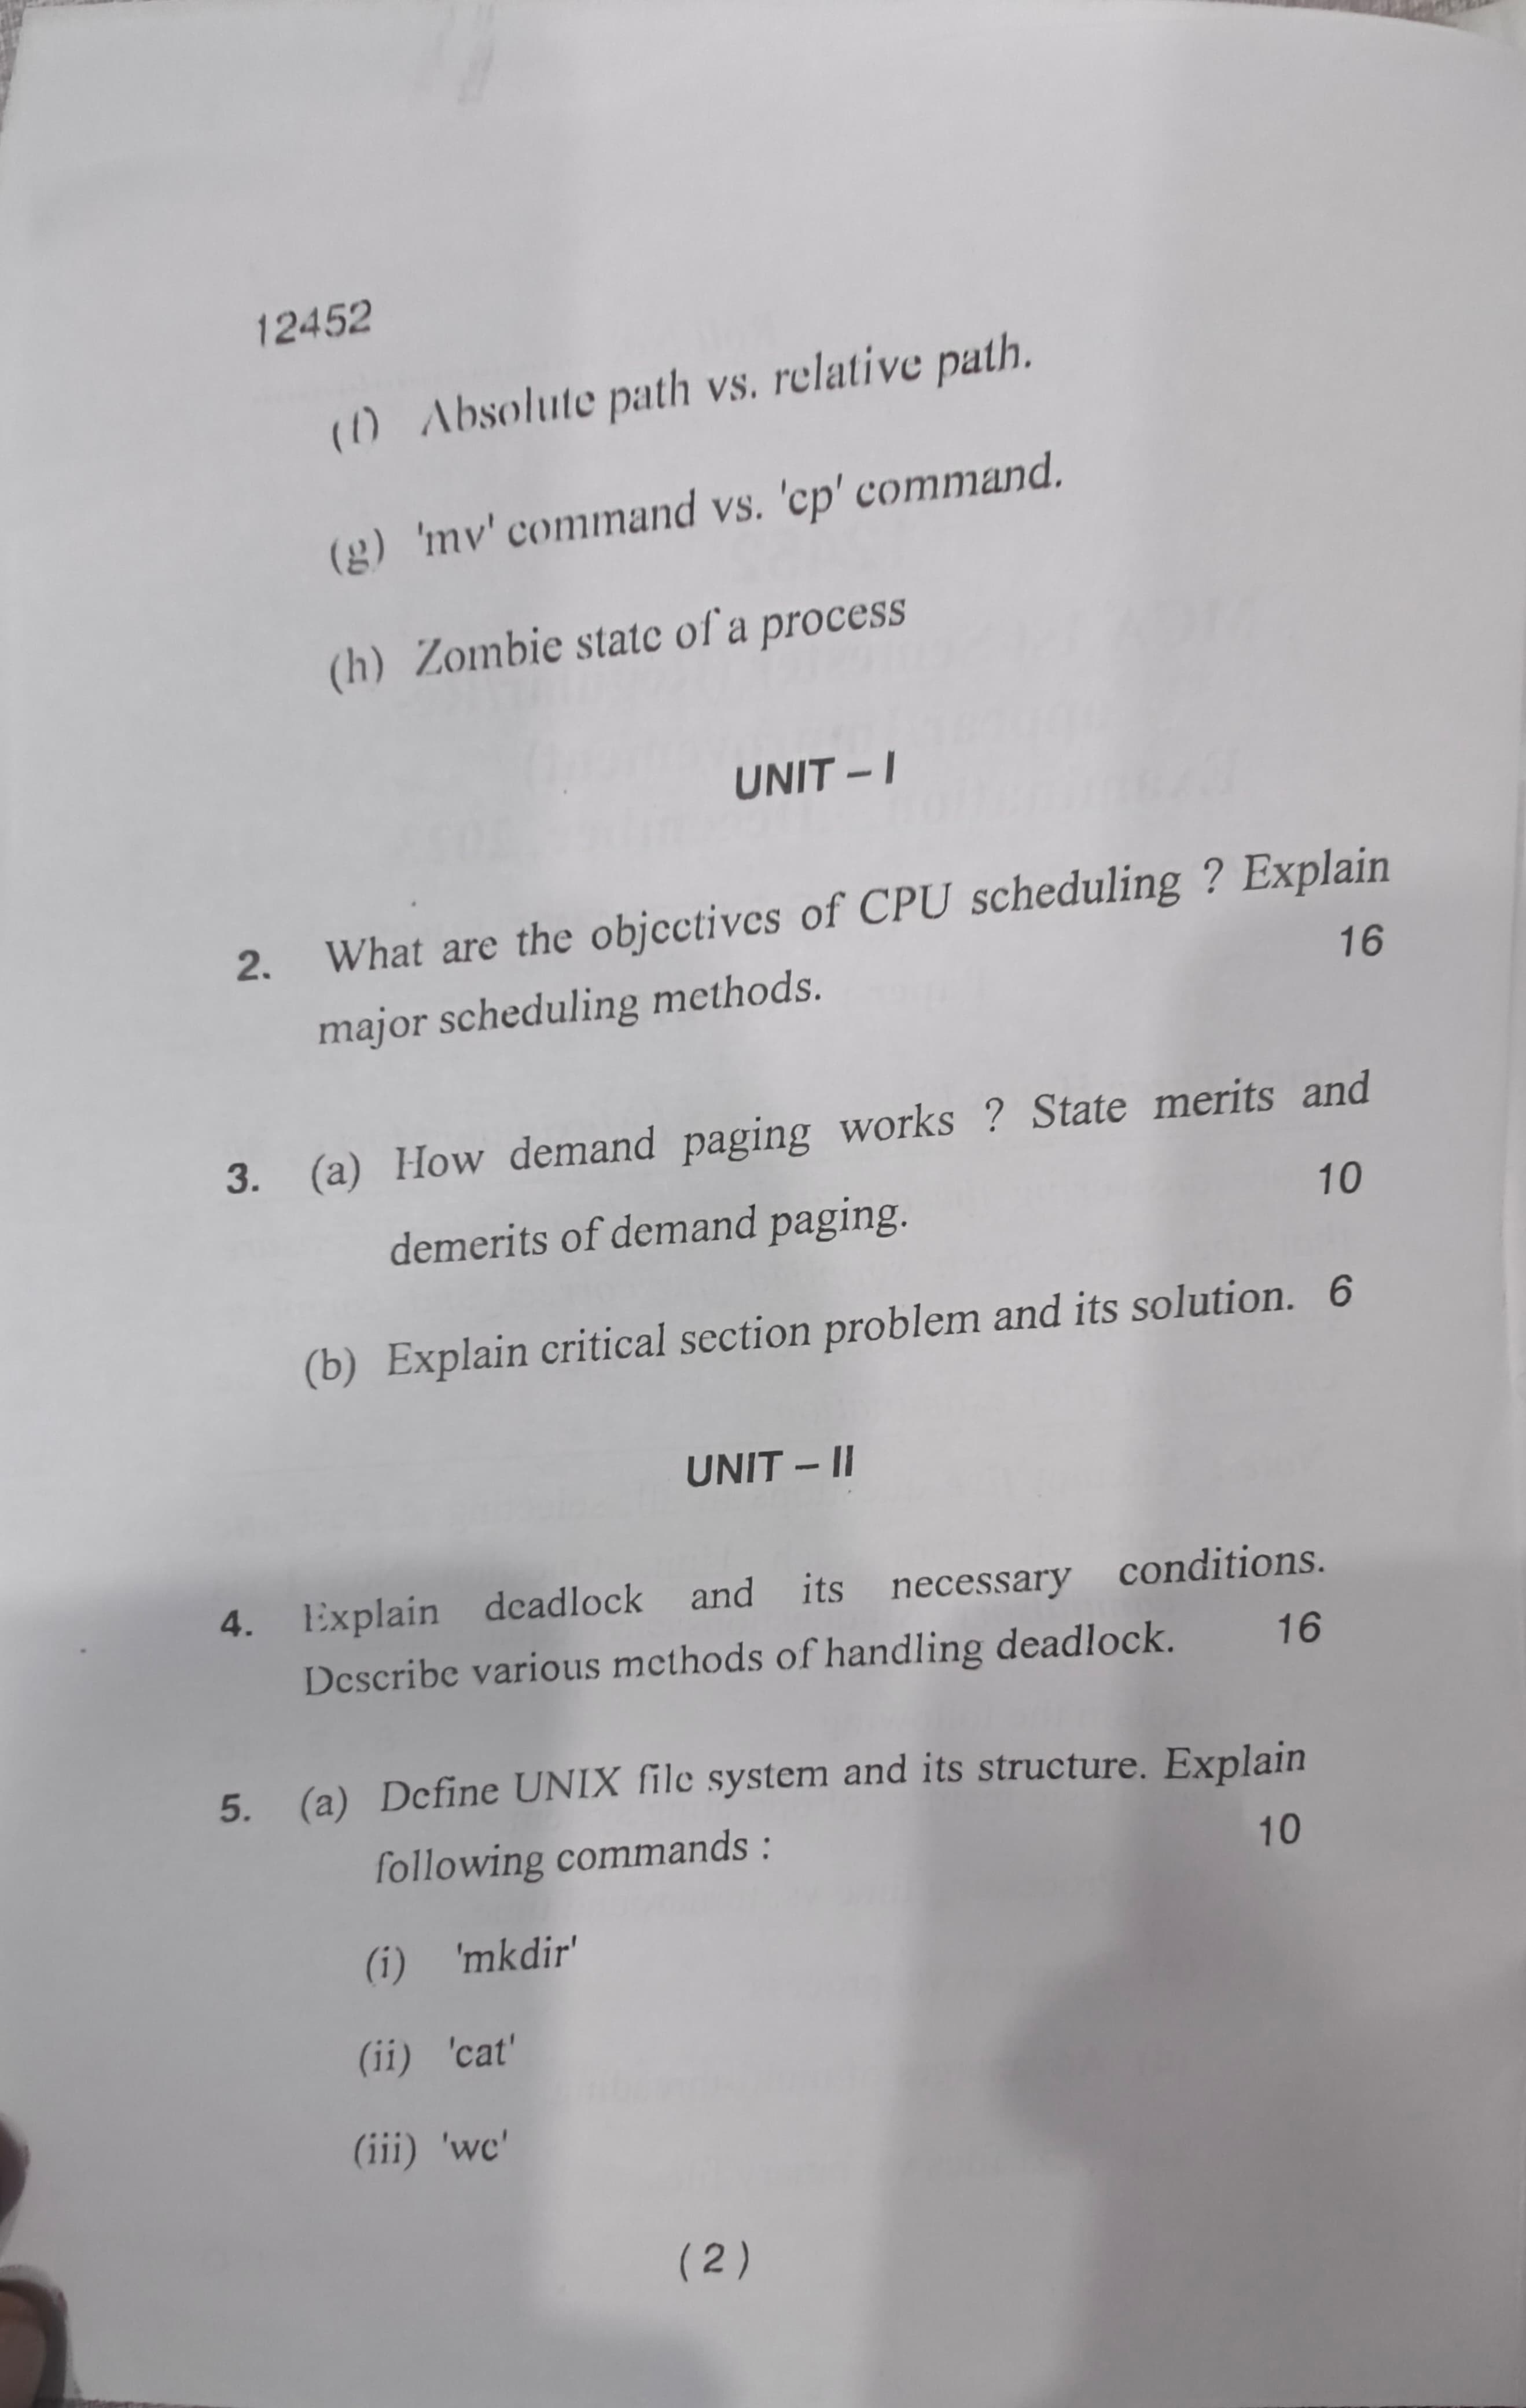 12452
(f) Absolute path vs. relative path.
(g) 'mv' command vs. 'cp' command.
(h) Zombie state of a process
UNIT – I
2. What are the objectives of CPU scheduling ? Explain
major scheduling methods. 16
3. (a) How demand paging works ? State merits and
demerits of demand paging. 10
(b) Explain critical section problem and its solution. 6
UNIT – II
4. Explain deadlock and its necessary conditions.
Describe various methods of handling deadlock. 16
5. (a) Define UNIX file system and its structure. Explain
following commands : 10
(i) 'mkdir'
(ii) 'cat'
(iii) 'wc'
( 2 )